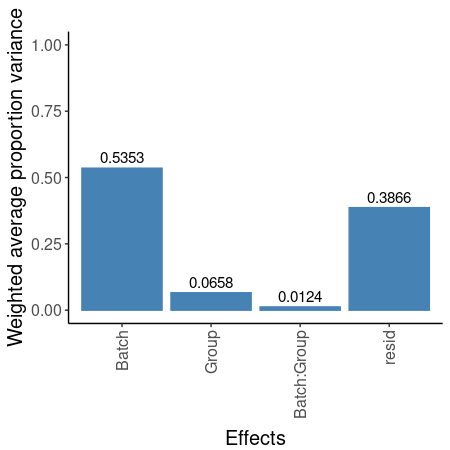 Weighted average proportion variance
1.00
0.75
0.50
0.25
0.00
0.5353
0.0658
0.0124
0.3866
Batch
Group
Batch:Group
resid
Effects